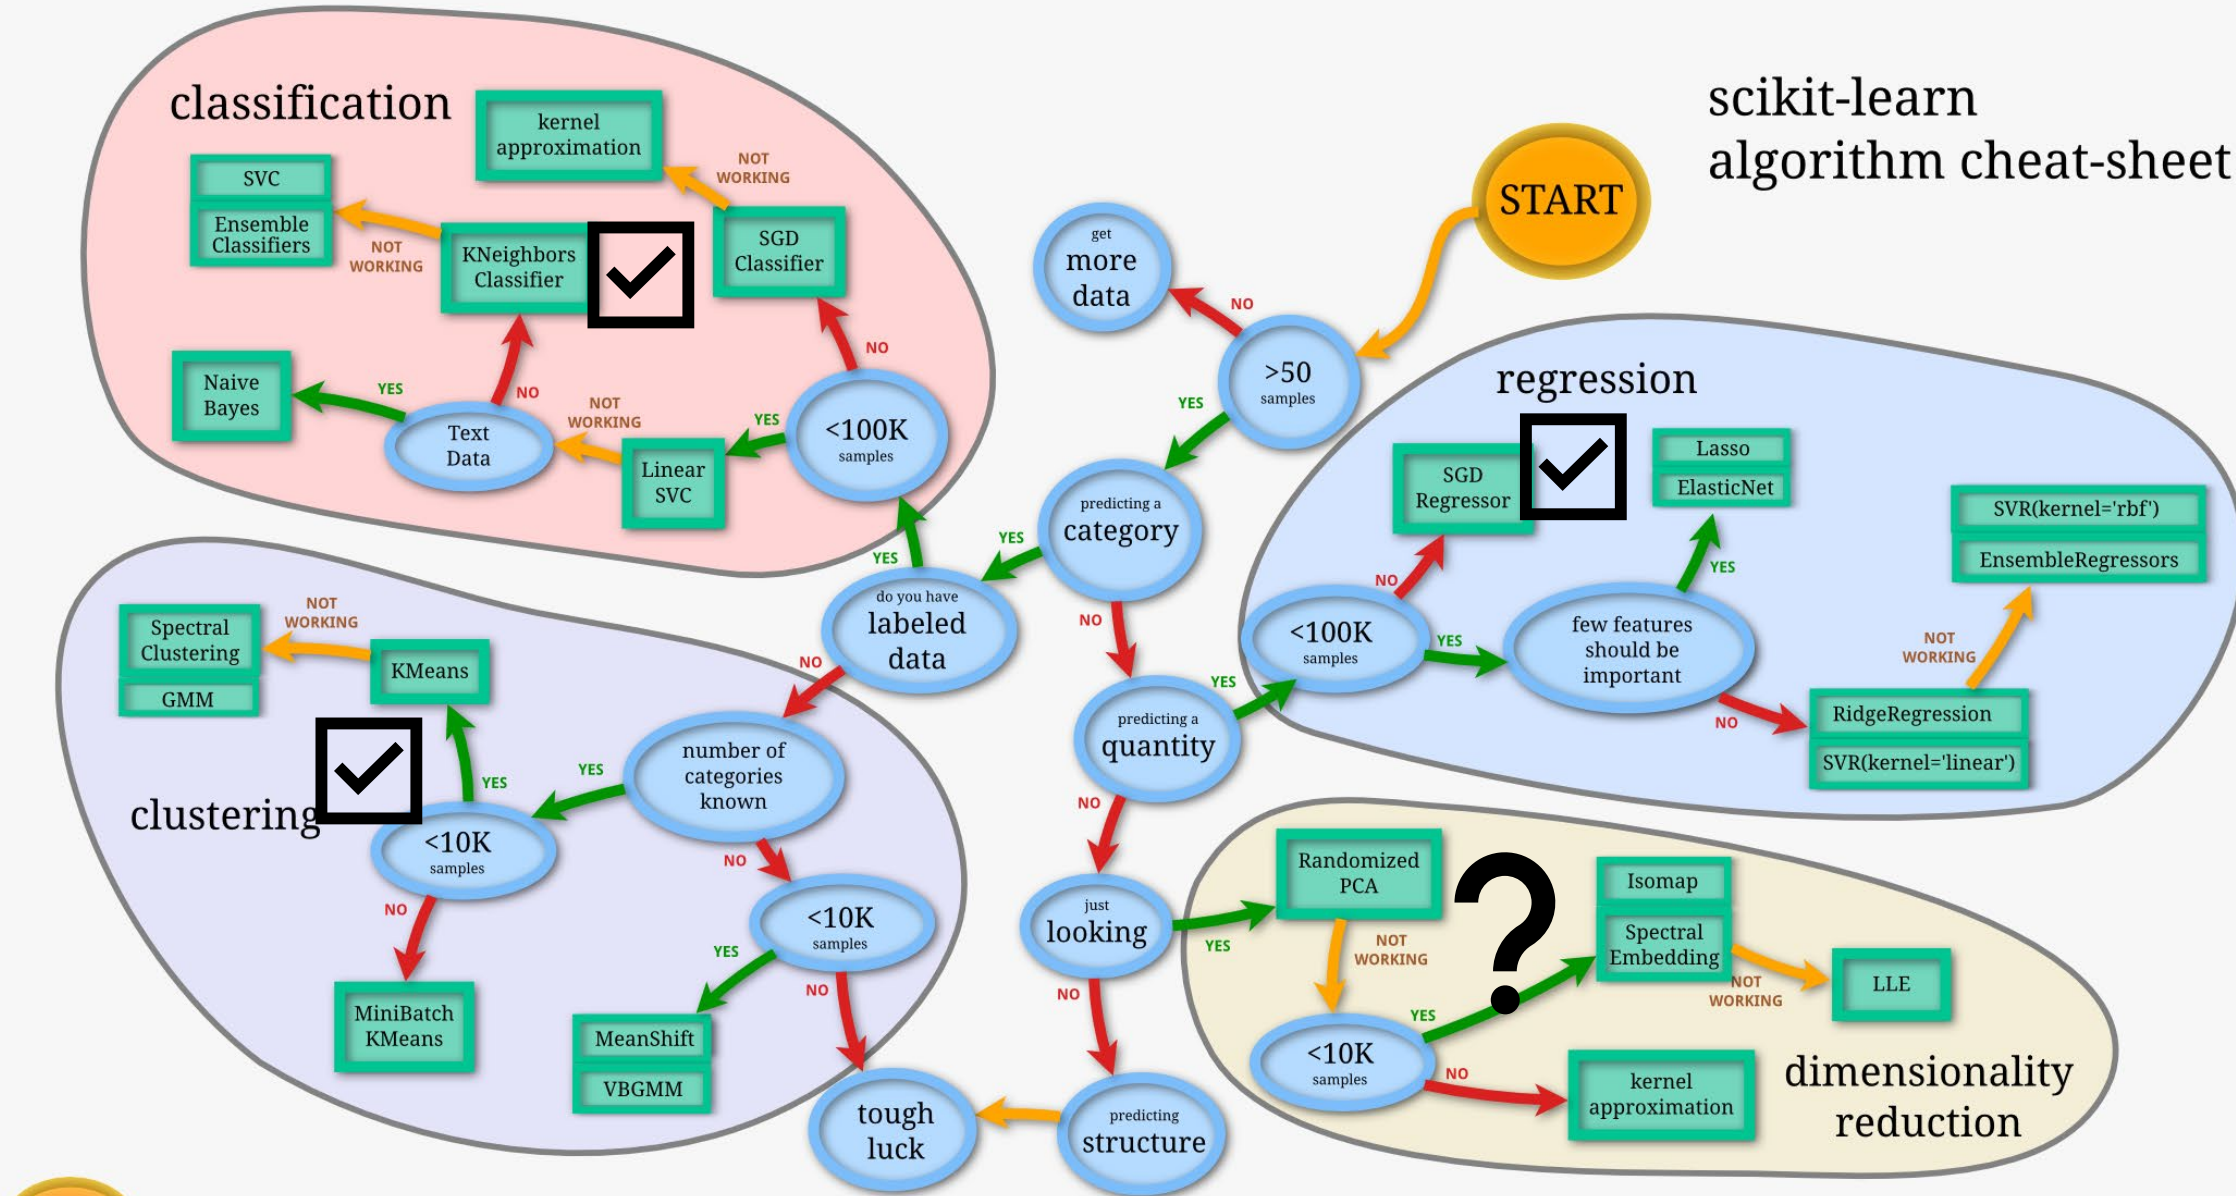 scikit-learn
algorithm cheat-sheet
START
classification
kernel
approximation
NOT
WORKING
SVC
Ensemble
Classifiers
NOT
WORKING
KNeighbors
Classifier
SGD
Classifier
NO
Naive
Bayes
YES
NO
Text
Data
NOT
WORKING
Linear
SVC
YES
<100K
samples
YES
get
more
data
NO
>50
samples
YES
predicting a
category
YES
NO
do you have
labeled
data
NO
predicting a
quantity
YES
NO
just
looking
YES
NO
predicting
structure
tough
luck
regression
SGD
Regressor
Lasso
ElasticNet
SVR(kernel='rbf')
EnsembleRegressors
NO
YES
<100K
samples
YES
few features
should be
important
NOT
WORKING
NO
RidgeRegression
SVR(kernel='linear')
clustering
Spectral
Clustering
GMM
NOT
WORKING
KMeans
YES
YES
number of
categories
known
<10K
samples
NO
NO
<10K
samples
YES
NO
MiniBatch
KMeans
MeanShift
VBGMM
dimensionality
reduction
Randomized
PCA
NOT
WORKING
?
Isomap
Spectral
Embedding
NOT
WORKING
LLE
YES
<10K
samples
NO
kernel
approximation